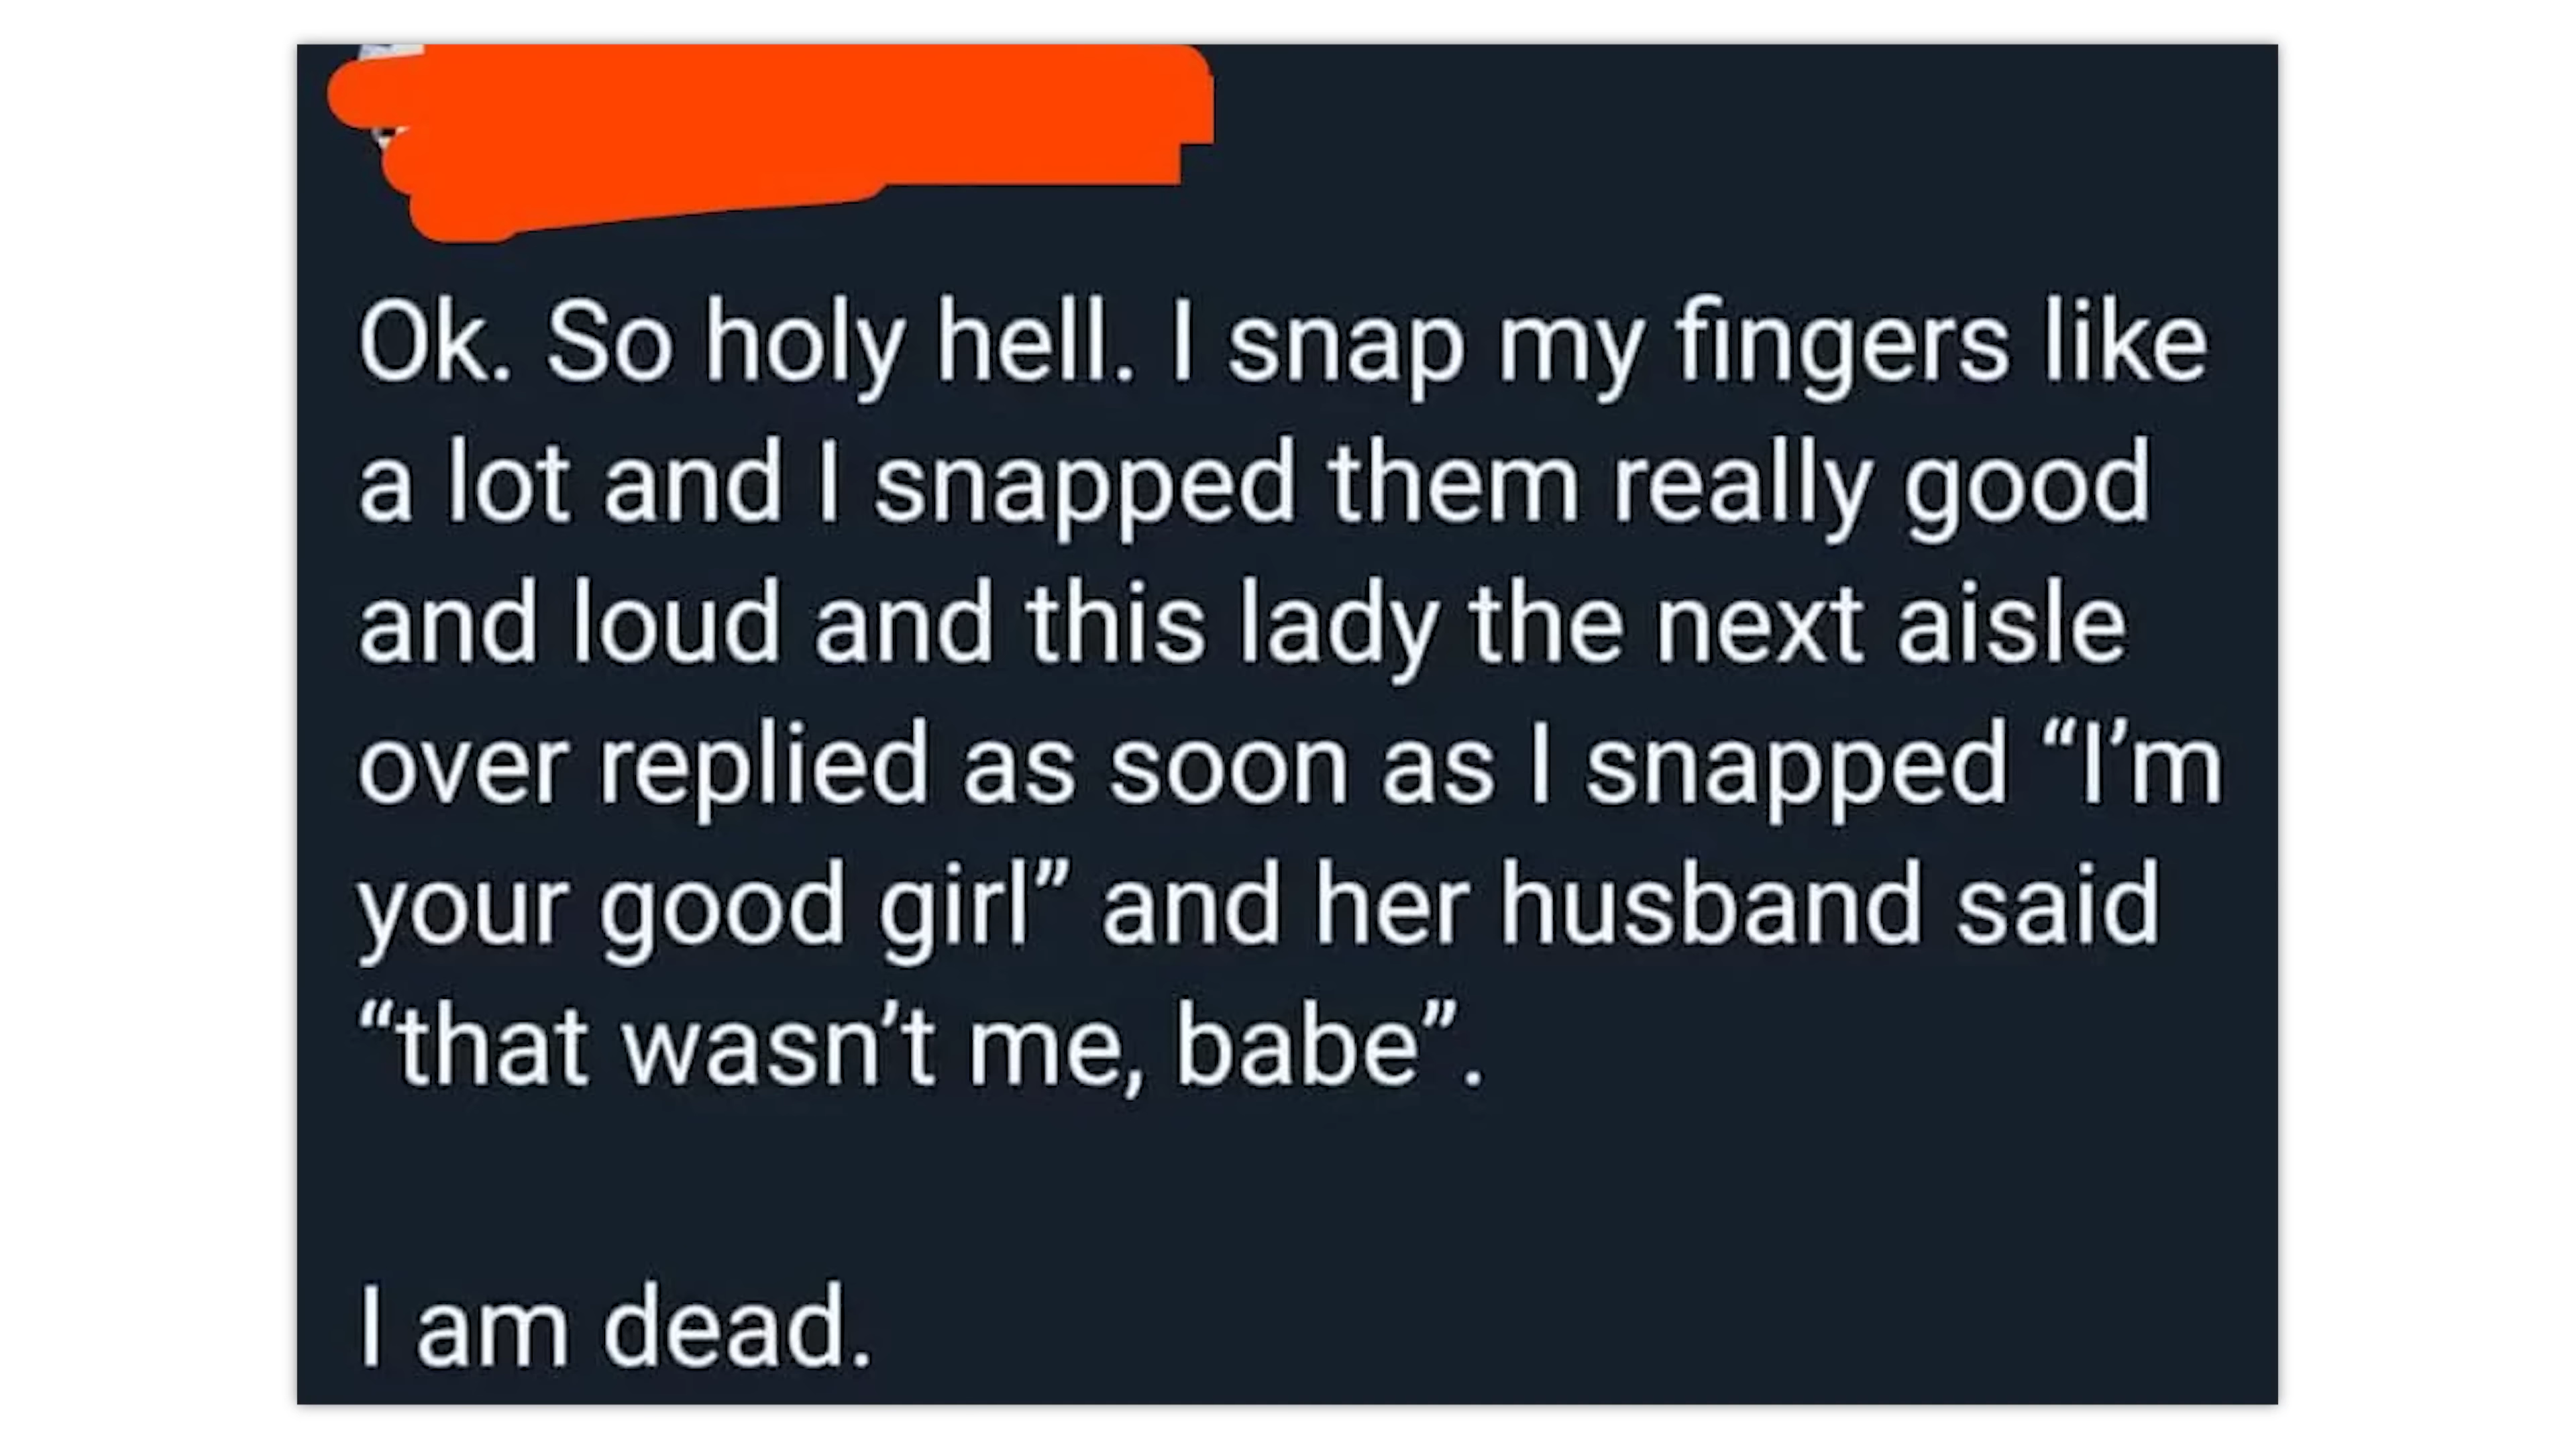 Ok. So holy hell. I snap my fingers like
a lot and I snapped them really good
and loud and this lady the next aisle
over replied as soon as I snapped “I’m
your good girl” and her husband said
“that wasn’t me, babe”.
I am dead.